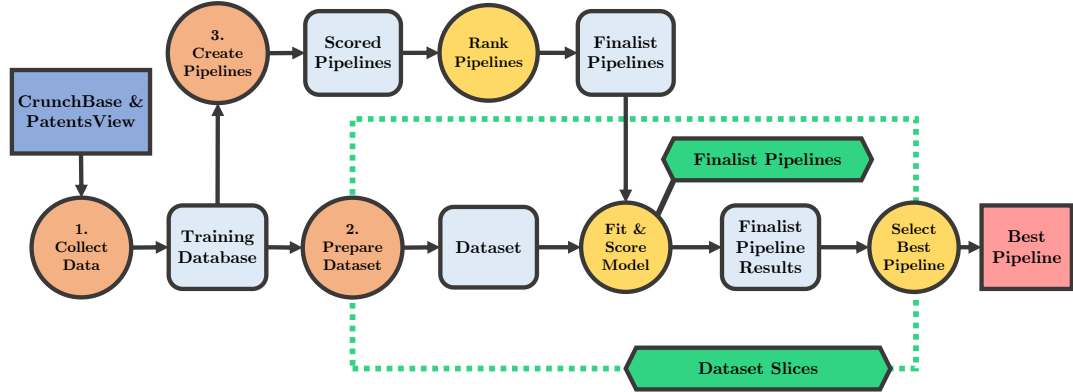 3.
Create
Pipelines
Scored
Pipelines
Rank
Pipelines
Finalist
Pipelines
CrunchBase &
PatentsView
Finalist Pipelines
1.
Collect
Data
Training
Database
2.
Prepare
Dataset
Dataset
Fit &
Score
Model
Finalist
Pipeline
Results
Select
Best
Pipeline
Best
Pipeline
Dataset Slices